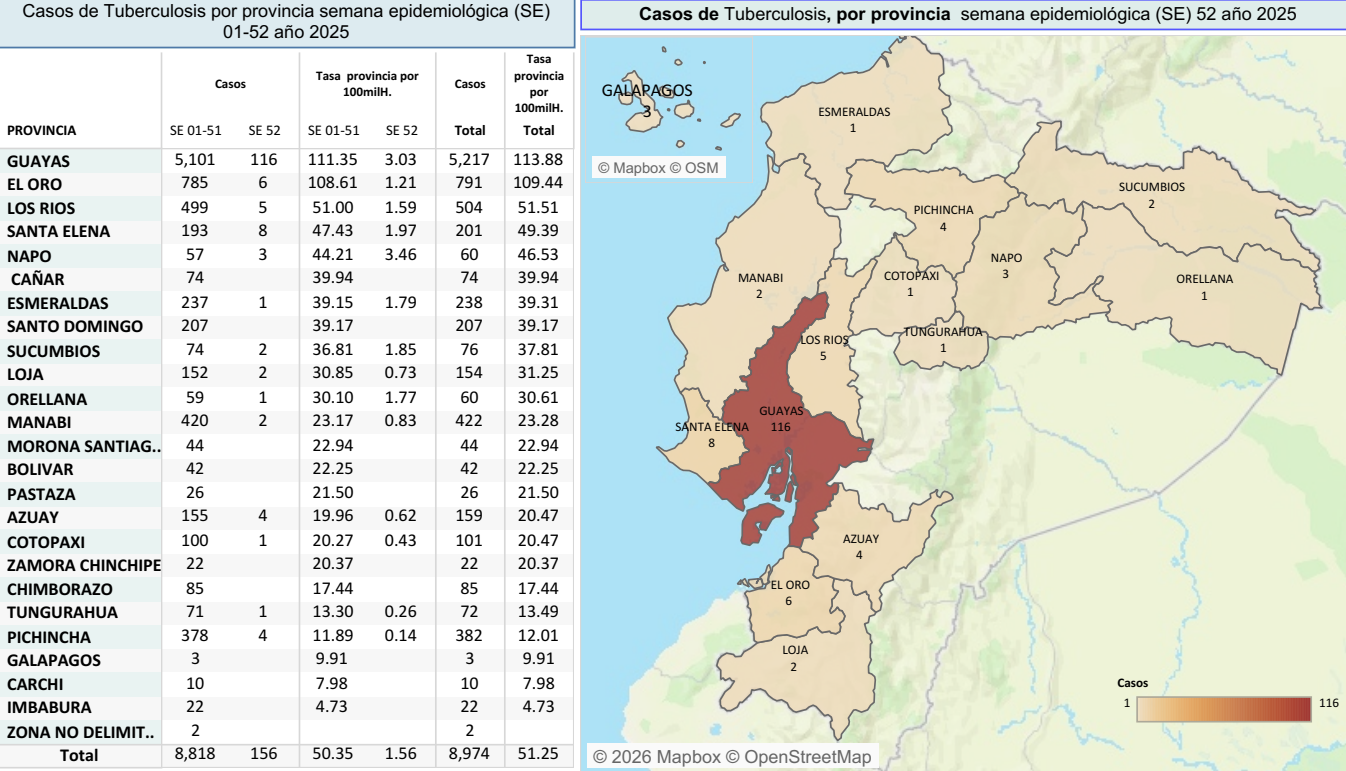 Casos de Tuberculosis por provincia semana epidemiológica (SE)
01-52 año 2025
PROVINCIA Casos Tasa provincia por 100milH. Casos Tasa provincia por 100milH.
SE 01-51 SE 52 SE 01-51 SE 52 Total Total
GUAYAS 5,101 116 111.35 3.03 5,217 113.88
EL ORO 785 6 108.61 1.21 791 109.44
LOS RIOS 499 5 51.00 1.59 504 51.51
SANTA ELENA 193 8 47.43 1.97 201 49.39
NAPO 57 3 44.21 3.46 60 46.53
CAÑAR 74 39.94 74 39.94
ESMERALDAS 237 1 39.15 1.79 238 39.31
SANTO DOMINGO 207 39.17 207 39.17
SUCUMBIOS 74 2 36.81 1.85 76 37.81
LOJA 152 2 30.85 0.73 154 31.25
ORELLANA 59 1 30.10 1.77 60 30.61
MANABI 420 2 23.17 0.83 422 23.28
MORONA SANTIAG.. 44 22.94 44 22.94
BOLIVAR 42 22.25 42 22.25
PASTAZA 26 21.50 26 21.50
AZUAY 155 4 19.96 0.62 159 20.47
COTOPAXI 100 1 20.27 0.43 101 20.47
ZAMORA CHINCHIPE 22 20.37 22 20.37
CHIMBORAZO 85 17.44 85 17.44
TUNGURAHUA 71 1 13.30 0.26 72 13.49
PICHINCHA 378 4 11.89 0.14 382 12.01
GALAPAGOS 3 9.91 3 9.91
CARCHI 10 7.98 10 7.98
IMBABURA 22 4.73 22 4.73
ZONA NO DELIMIT.. 2 2
Total 8,818 156 50.35 1.56 8,974 51.25
Casos de Tuberculosis, por provincia semana epidemiológica (SE) 52 año 2025
GALAPAGOS
3
© Mapbox © OSM
ESMERALDAS
1
SUCUMBIOS
2
PICHINCHA
4
NAPO
3
COTOPAXI
1
ORELLANA
1
MANABI
2
TUNGURAHUA
1
LOS RIOS
5
GUAYAS
116
SANTA ELENA
8
AZUAY
4
EL ORO
6
LOJA
2
Casos
1 116
© 2026 Mapbox © OpenStreetMap